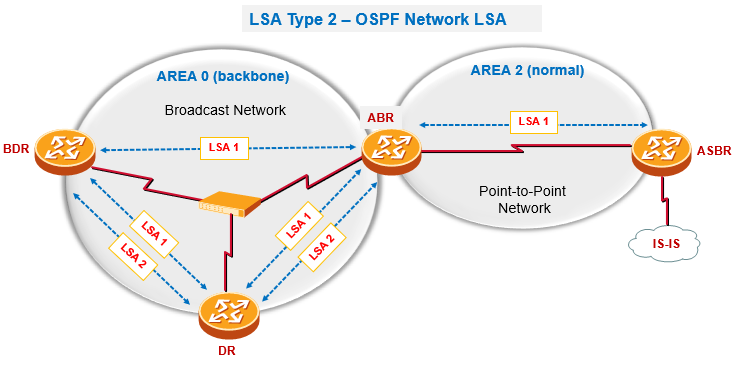 LSA Type 2 – OSPF Network LSA
AREA 0 (backbone)
Broadcast Network
AREA 2 (normal)
ABR
LSA 1
BDR
LSA 1
ASBR
Point-to-Point
Network
LSA 1
LSA 2
LSA 1
LSA 2
IS-IS
DR